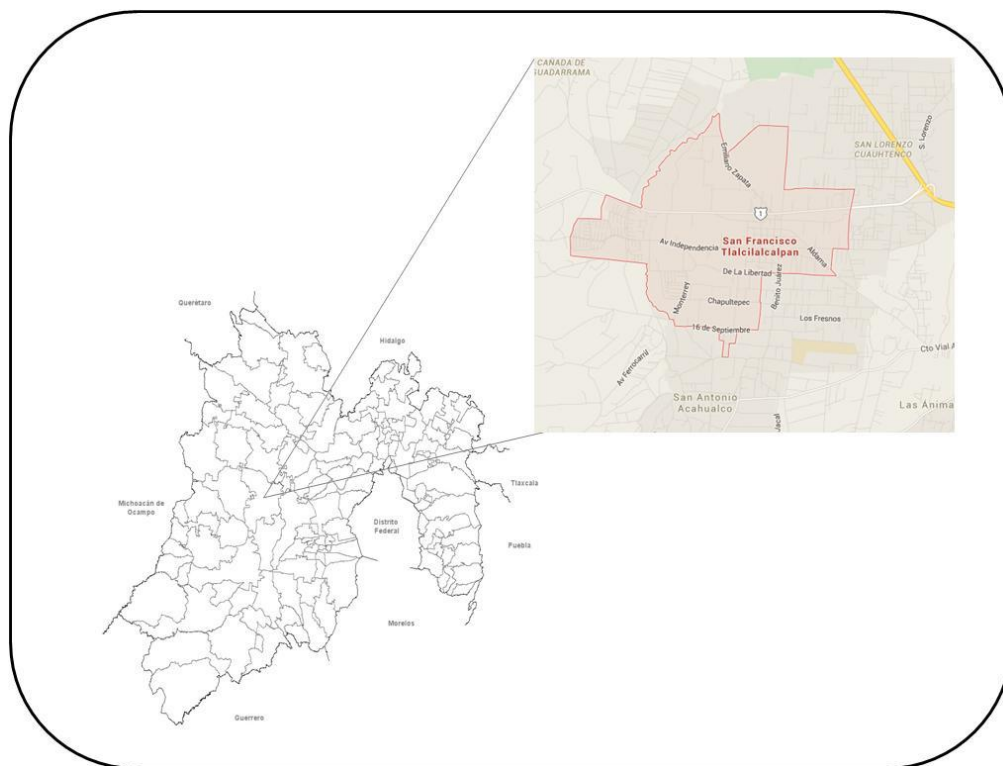 CAÑADA DE
GUADARRAMA
SAN LORENZO
CUAUHTENCO
S. Lorenzo
Emiliano Zapata
1
San Francisco
Tlalcilalcalpan
Av Independencia
Aldama
De La Libertad
Benito Juárez
Monterrey
Chapultepec
Los Fresnos
16 de Septiembre
Cto Vial A
Av Ferrocarril
San Antonio
Acahualco
Las Ánima
Jacal
Querétaro
Hidalgo
Michoacán de
Ocampo
Distrito
Federal
Tlaxcala
Puebla
Morelos
Guerrero